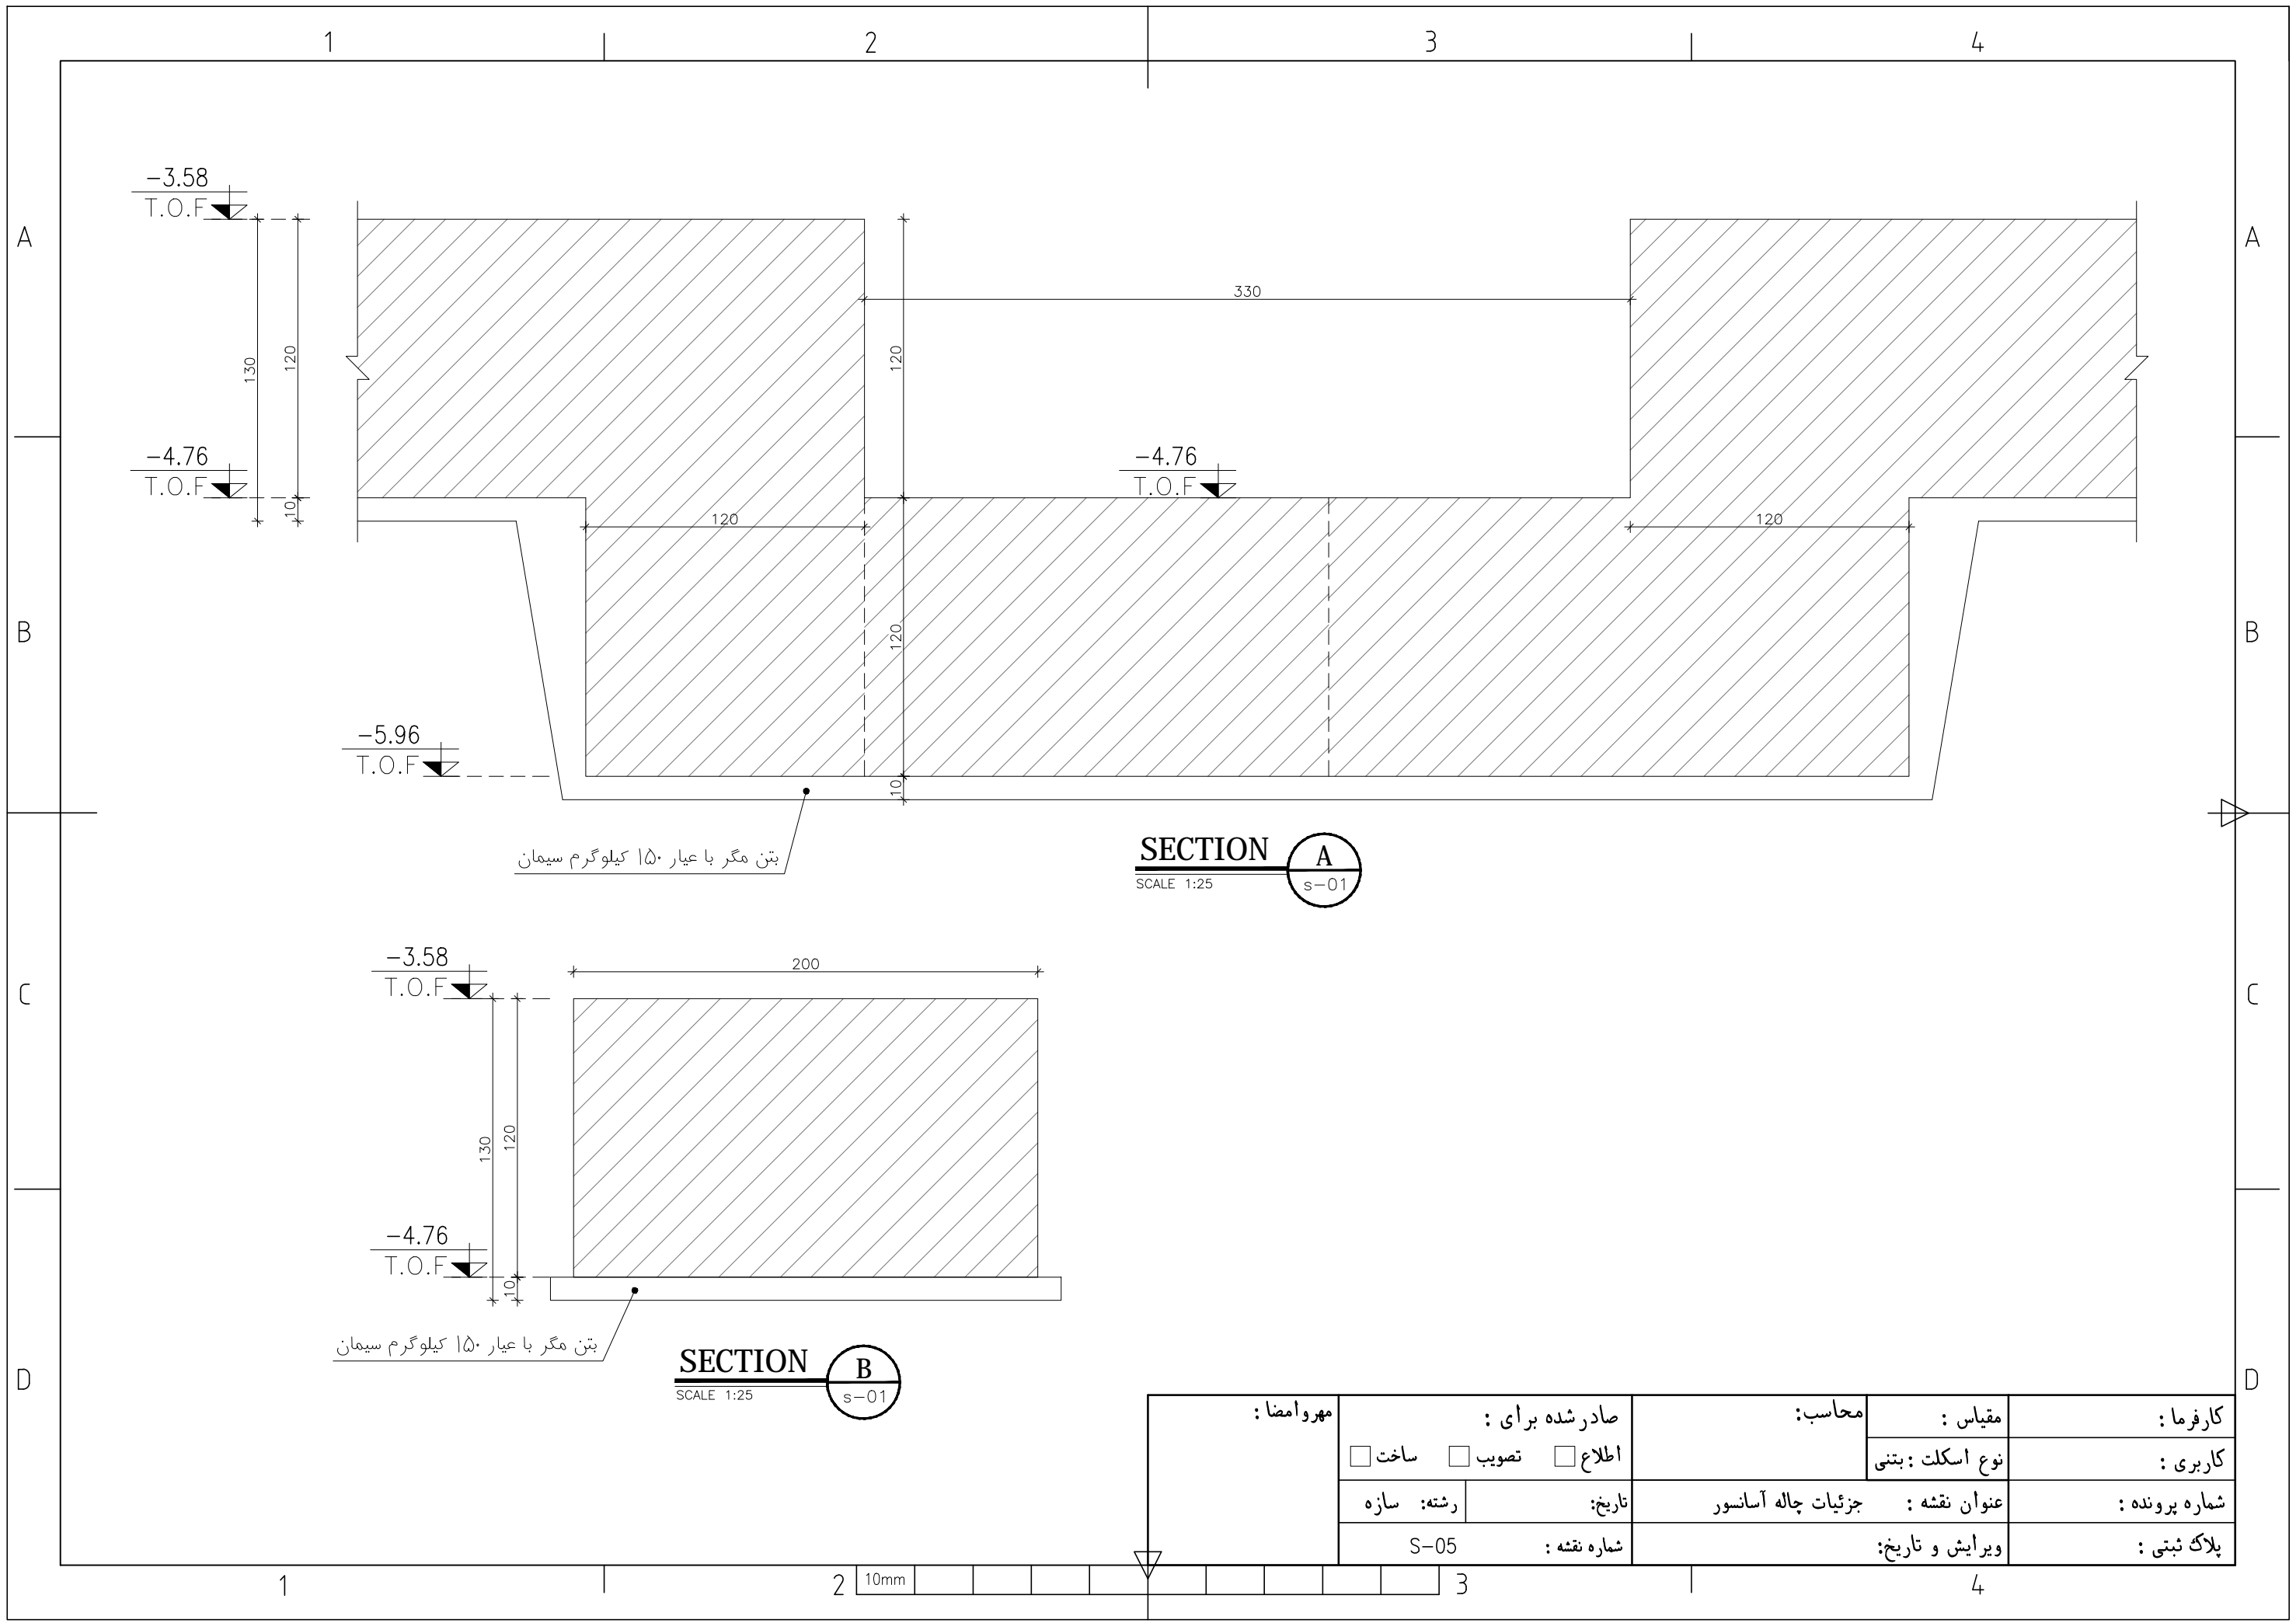 1 2 3 4
A A
B B
C C
D D
-3.58
T.O.F
130
120
10
-4.76
T.O.F
330
120
-4.76
T.O.F
120
120
120
10
-5.96
T.O.F
بتن مگر با عیار ۱۵۰ کیلوگرم سیمان
SECTION A
SCALE 1:25 s-01
-3.58
T.O.F
200
130
120
10
-4.76
T.O.F
بتن مگر با عیار ۱۵۰ کیلوگرم سیمان
SECTION B
SCALE 1:25 s-01
کارفرما :
مقیاس :
محاسب:
صادر شده برای :
مهروامضا :
کاربری :
نوع اسکلت : بتنی
اطلاع تصویب ساخت
شماره پرونده :
عنوان نقشه : جزئیات چاله آسانسور
تاریخ:
رشته: سازه
پلاک ثبتی :
ویرایش و تاریخ:
شماره نقشه : S-05
1 2 10mm 3 4